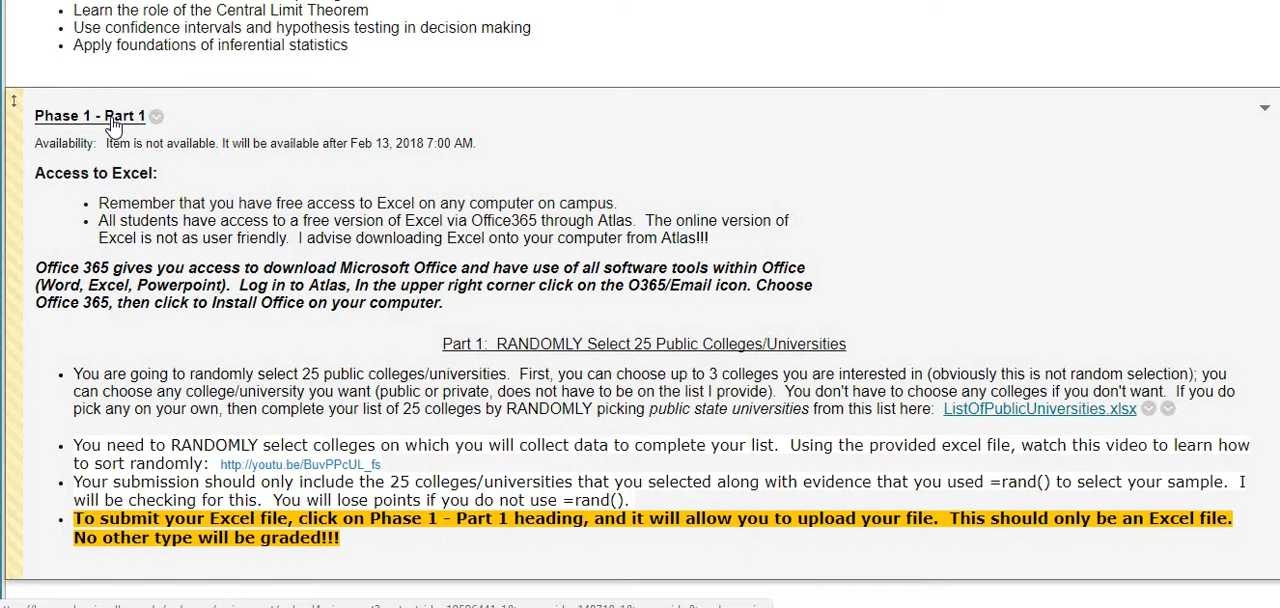 Learn the role of the Central Limit Theorem
Use confidence intervals and hypothesis testing in decision making
Apply foundations of inferential statistics
Phase 1 - Part 1
Availability: Item is not available. It will be available after Feb 13, 2018 7:00 AM.
Access to Excel:
Remember that you have free access to Excel on any computer on campus.
All students have access to a free version of Excel via Office365 through Atlas. The online version of
Excel is not as user friendly. I advise downloading Excel onto your computer from Atlas!!!
Office 365 gives you access to download Microsoft Office and have use of all software tools within Office
(Word, Excel, Powerpoint). Log in to Atlas, In the upper right corner click on the O365/Email icon. Choose
Office 365, then click to Install Office on your computer.
Part 1: RANDOMLY Select 25 Public Colleges/Universities
You are going to randomly select 25 public colleges/universities. First, you can choose up to 3 colleges you are interested in (obviously this is not random selection); you
can choose any college/university you want (public or private, does not have to be on the list I provide). You don't have to choose any colleges if you don't want. If you do
pick any on your own, then complete your list of 25 colleges by RANDOMLY picking public state universities from this list here: ListOfPublicUniversities.xlsx
You need to RANDOMLY select colleges on which you will collect data to complete your list. Using the provided excel file, watch this video to learn how
to sort randomly: http://youtu.be/BuvPPcUL_fs
Your submission should only include the 25 colleges/universities that you selected along with evidence that you used =rand() to select your sample. I
will be checking for this. You will lose points if you do not use =rand().
To submit your Excel file, click on Phase 1 - Part 1 heading, and it will allow you to upload your file. This should only be an Excel file.
No other type will be graded!!!